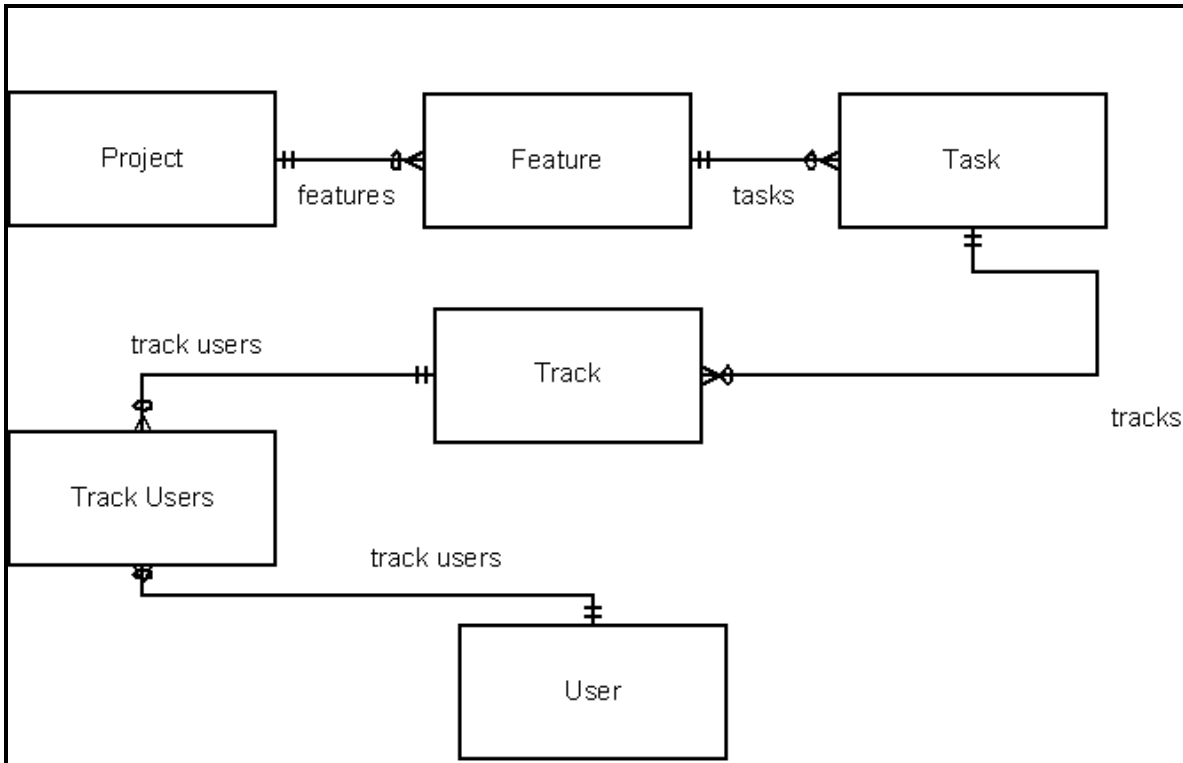 Project
features
Feature
tasks
Task
track users
Track
tracks
Track Users
track users
User